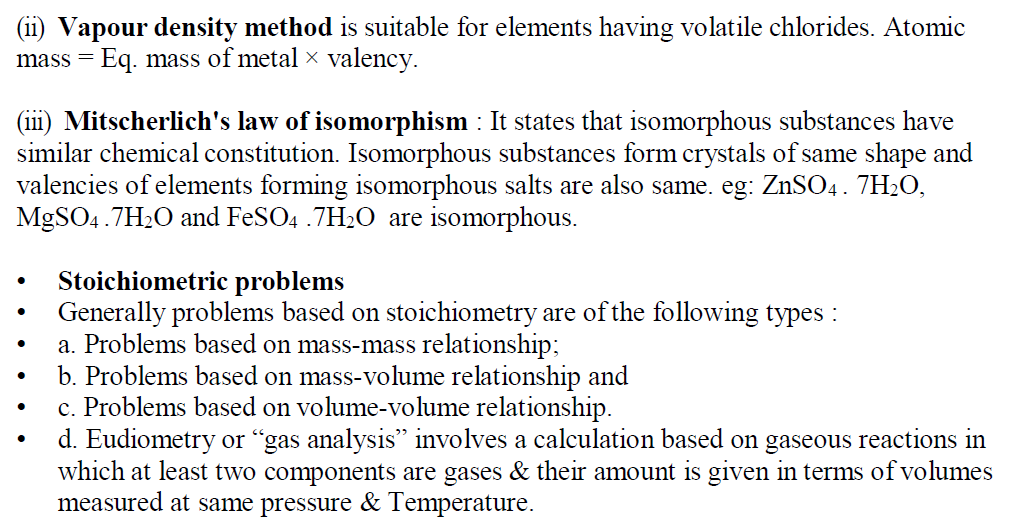 (ii) Vapour density method is suitable for elements having volatile chlorides. Atomic
mass = Eq. mass of metal × valency.
(iii) Mitscherlich's law of isomorphism : It states that isomorphous substances have
similar chemical constitution. Isomorphous substances form crystals of same shape and
valencies of elements forming isomorphous salts are also same. eg: ZnSO₄ . 7H₂O,
MgSO₄ .7H₂O and FeSO₄ .7H₂O are isomorphous.
• Stoichiometric problems
• Generally problems based on stoichiometry are of the following types :
• a. Problems based on mass-mass relationship;
• b. Problems based on mass-volume relationship and
• c. Problems based on volume-volume relationship.
• d. Eudiometry or “gas analysis” involves a calculation based on gaseous reactions in
which at least two components are gases & their amount is given in terms of volumes
measured at same pressure & Temperature.